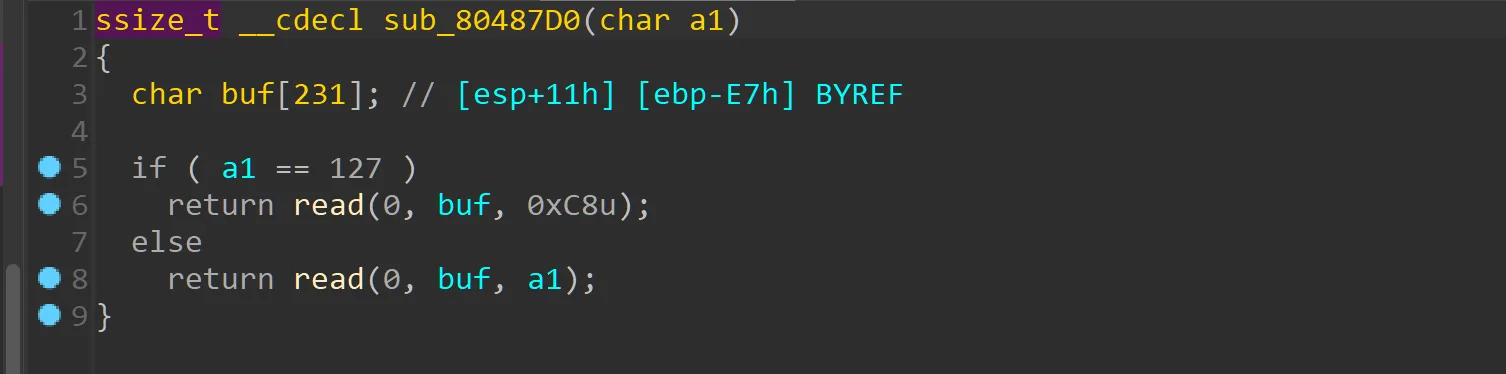 1 ssize_t __cdecl sub_80487D0(char a1)
2 {
3   char buf[231]; // [esp+11h] [ebp-E7h] BYREF
4
5   if ( a1 == 127 )
6     return read(0, buf, 0xC8u);
7   else
8     return read(0, buf, a1);
9 }